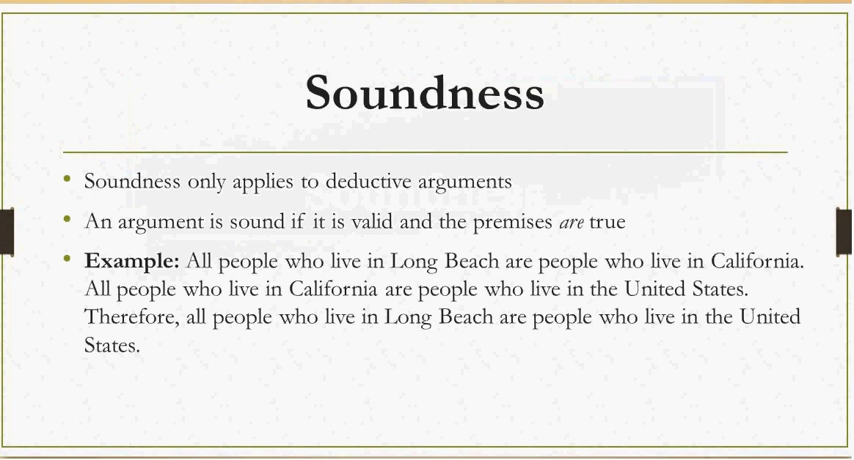 Soundness
• Soundness only applies to deductive arguments
• An argument is sound if it is valid and the premises are true
• Example: All people who live in Long Beach are people who live in California.
All people who live in California are people who live in the United States.
Therefore, all people who live in Long Beach are people who live in the United
States.